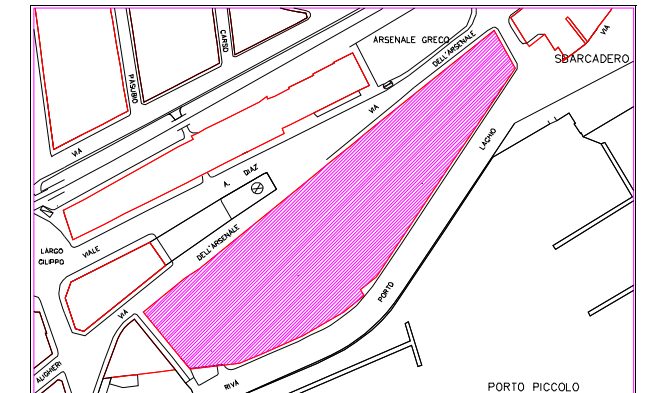 CARSO
ARSENALE GRECO
VIA
SBARCADERO
DELL'ARSENALE
PASUBIO
VIA
VIA
LACHIO
A. DIAZ
LARGO
GILIPPO
VIALE
DELL'ARSENALE
VIA
PORTO
ALIGHIERI
RIVA
PORTO PICCOLO